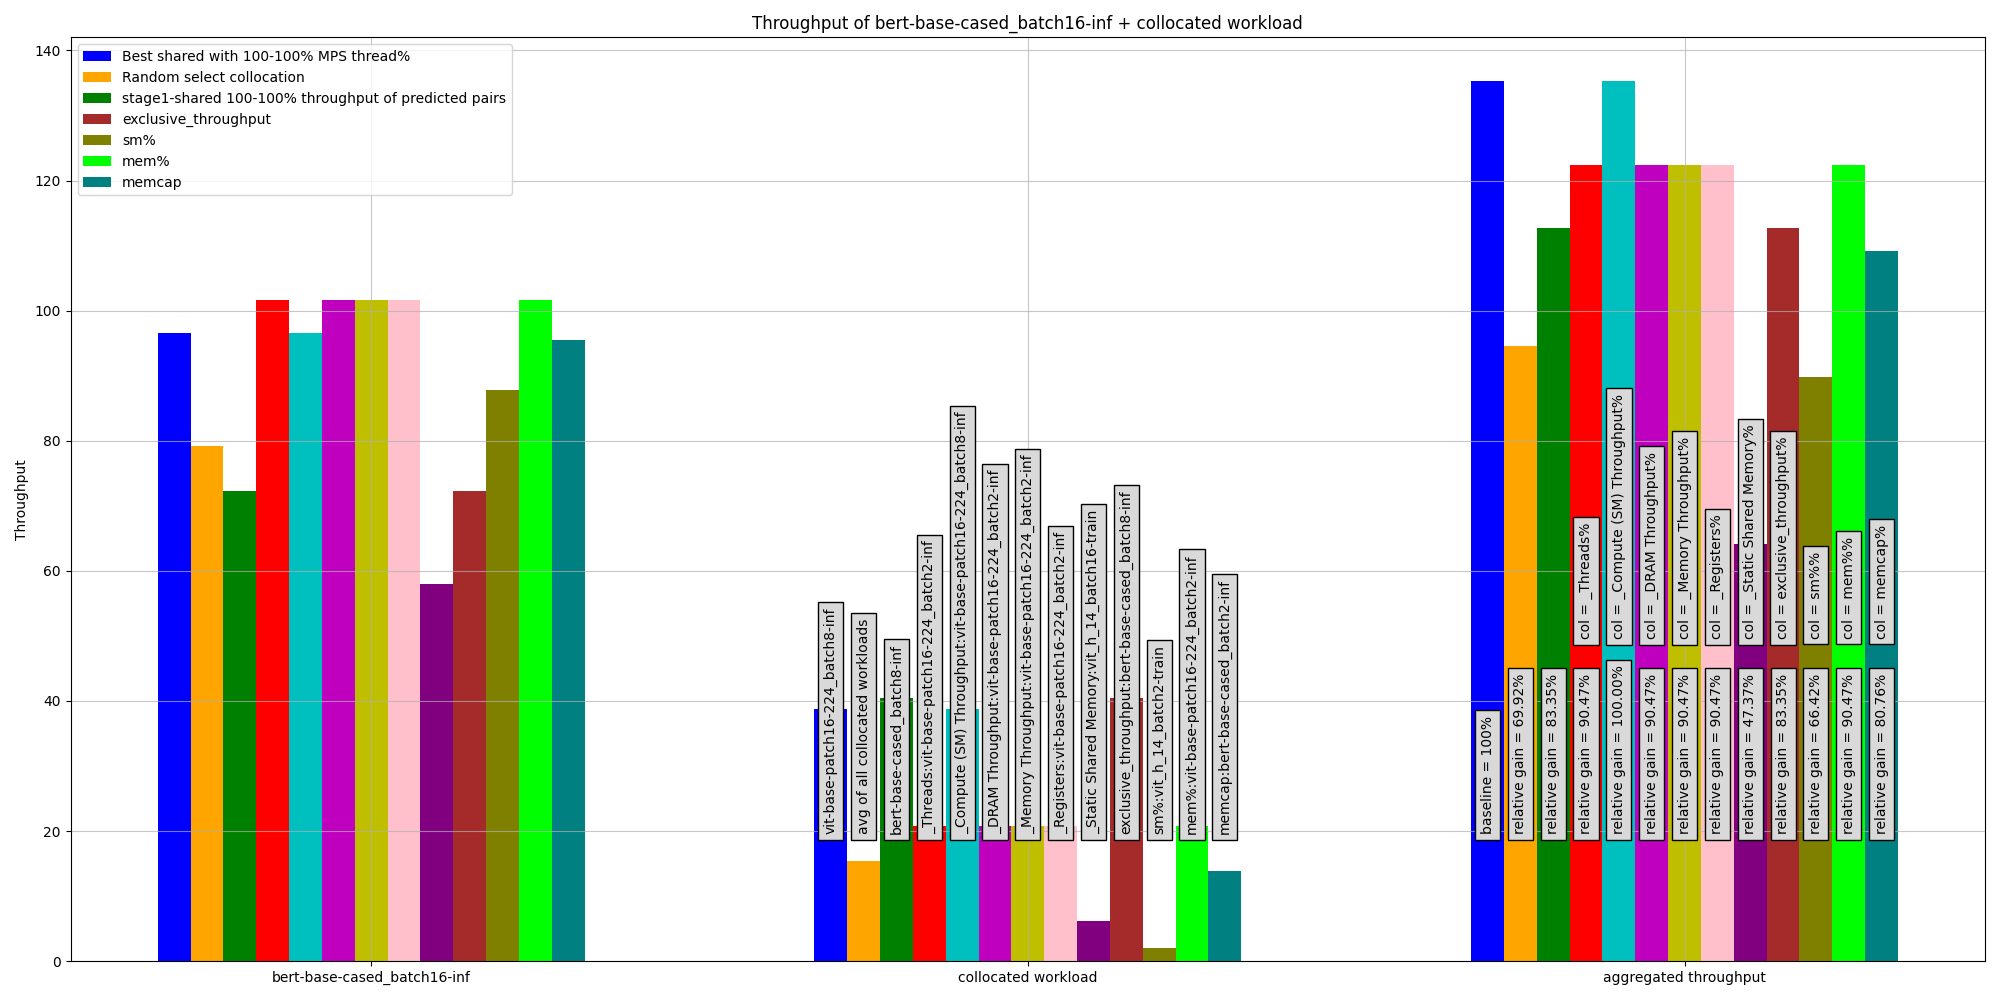 Throughput of bert-base-cased_batch16-inf + collocated workload
Best shared with 100-100% MPS thread%
Random select collocation
stage1-shared 100-100% throughput of predicted pairs
exclusive_throughput
sm%
mem%
memcap
Throughput
140
120
100
80
60
40
20
0
vit-base-patch16-224_batch8-inf
avg of all collocated workloads
bert-base-cased_batch8-inf
_Threads:vit-base-patch16-224_batch2-inf
_Compute (SM) Throughput:vit-base-patch16-224_batch8-inf
_DRAM Throughput:vit-base-patch16-224_batch2-inf
_Memory Throughput:vit-base-patch16-224_batch2-inf
_Registers:vit-base-patch16-224_batch2-inf
_Static Shared Memory:vit_h_14_batch16-train
exclusive_throughput:bert-base-cased_batch8-inf
sm%:vit_h_14_batch2-train
mem%:vit-base-patch16-224_batch2-inf
memcap:bert-base-cased_batch2-inf
col = _Threads%
col = _Compute (SM) Throughput%
col = _DRAM Throughput%
col = _Memory Throughput%
col = _Registers%
col = _Static Shared Memory%
col = exclusive_throughput%
col = sm%%
col = mem%%
col = memcap%
baseline = 100%
relative gain = 69.92%
relative gain = 83.35%
relative gain = 90.47%
relative gain = 100.00%
relative gain = 90.47%
relative gain = 90.47%
relative gain = 90.47%
relative gain = 47.37%
relative gain = 83.35%
relative gain = 66.42%
relative gain = 90.47%
relative gain = 80.76%
bert-base-cased_batch16-inf
collocated workload
aggregated throughput